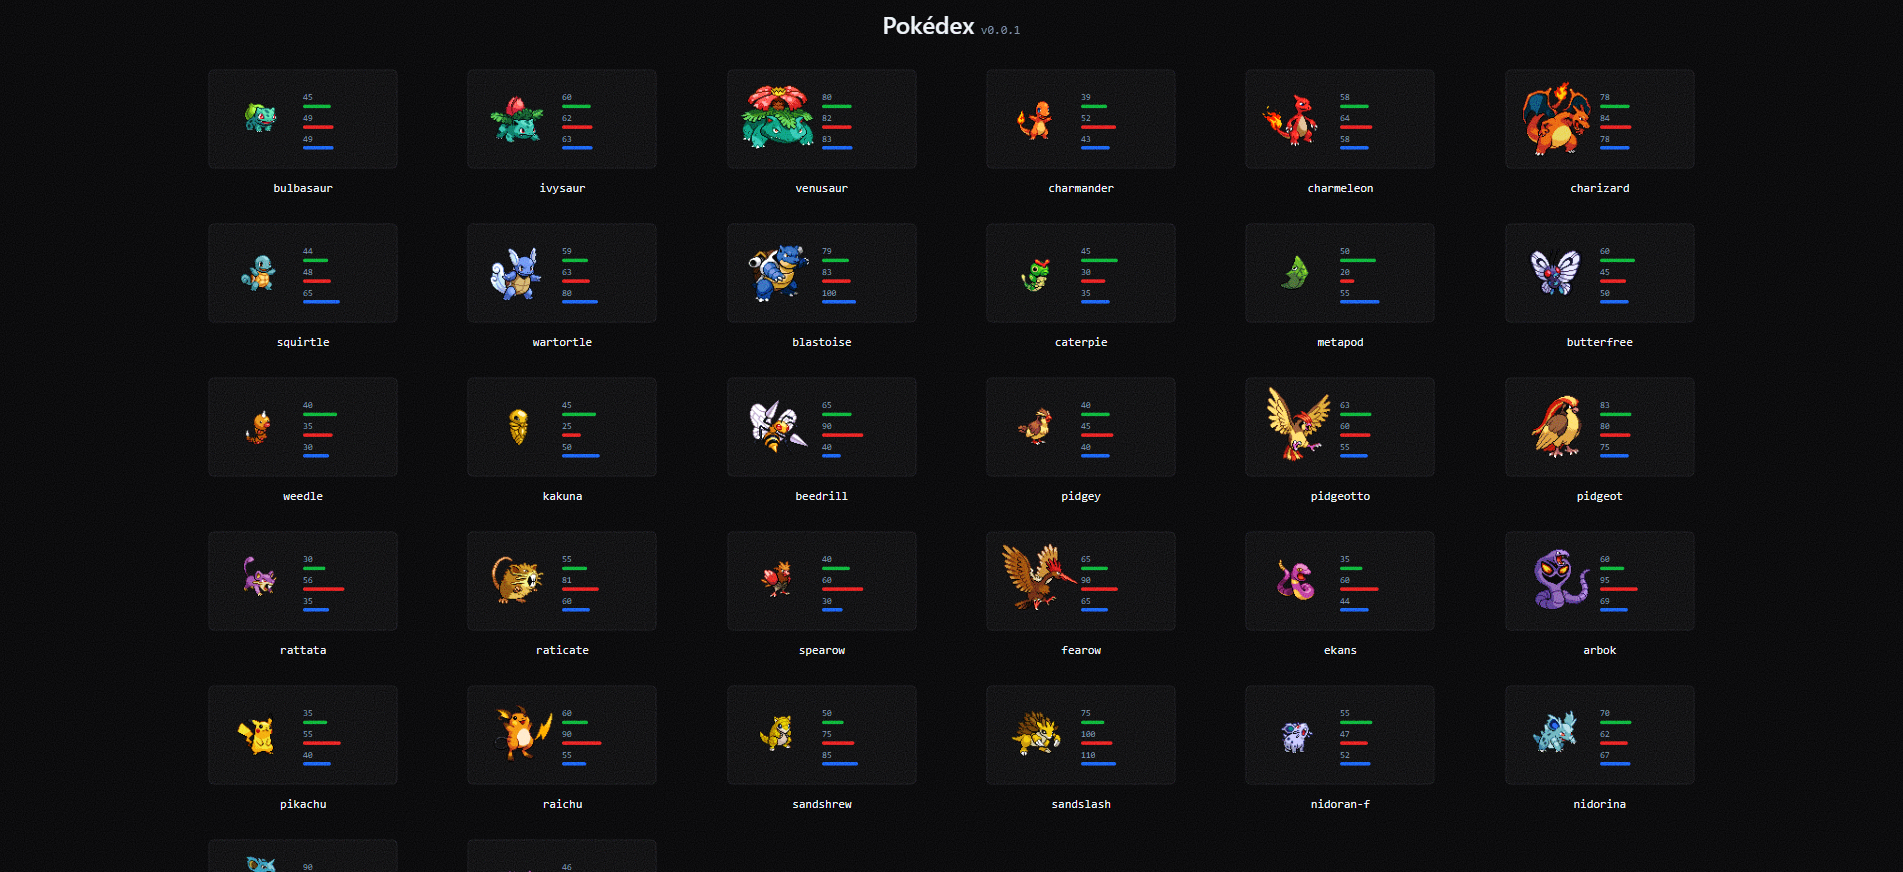 Pokédex v0.0.1
45
49
49
bulbasaur
60
62
63
ivysaur
80
82
83
venusaur
39
52
43
charmander
58
64
58
charmeleon
78
84
78
charizard
44
48
65
squirtle
59
63
80
wartortle
79
83
100
blastoise
45
30
35
caterpie
50
20
55
metapod
60
45
50
butterfree
40
35
30
weedle
45
25
50
kakuna
65
90
40
beedrill
40
45
40
pidgey
63
60
55
pidgeotto
83
80
75
pidgeot
30
56
35
rattata
55
81
60
raticate
40
60
30
spearow
65
90
65
fearow
35
60
44
ekans
60
95
69
arbok
35
55
40
pikachu
60
90
55
raichu
50
75
85
sandshrew
75
100
110
sandslash
55
47
52
nidoran-f
70
62
67
nidorina
90
46